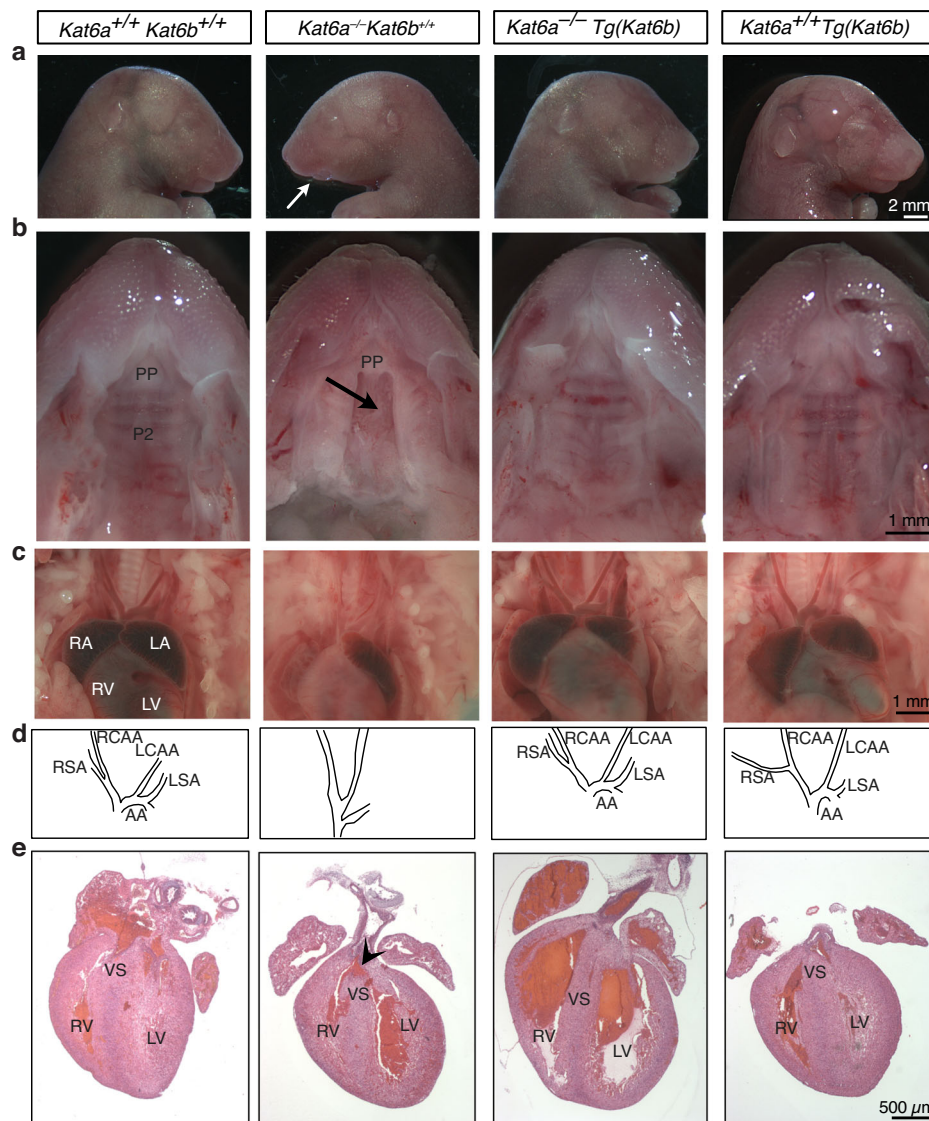 Kat6a+/+ Kat6b+/+
Kat6a–/–Kat6b+/+
Kat6a–/– Tg(Kat6b)
Kat6a+/+Tg(Kat6b)
a
2 mm
b
PP
P2
PP
1 mm
c
RA
LA
RV
LV
1 mm
d
RCAA
LCAA
RSA
LSA
AA
RCAA
LCAA
RSA
LSA
AA
RCAA
LCAA
RSA
LSA
AA
e
VS
RV
LV
VS
RV
LV
VS
RV
LV
VS
RV
LV
500 µm